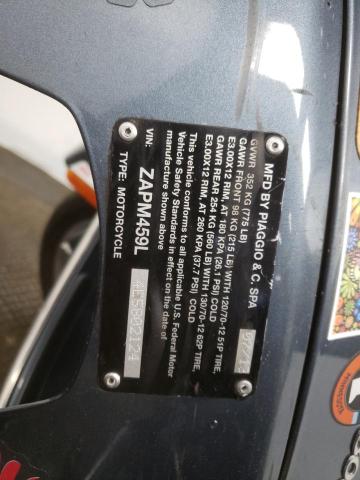 MFD BY PIAGGIO & C. SPA
GVWR 352 KG (775 LB)
GAWR FRONT 98 KG (215 LB) WITH 120/70-12 51P TIRE,
E3.00X12 RIM, AT 180 KPA (26.1 PSI) COLD
GAWR REAR 254 KG (560 LB) WITH 130/70-12 62P TIRE,
E3.00X12 RIM, AT 260 KPA (37.7 PSI) COLD
This vehicle conforms to all applicable U.S. Federal Motor
Vehicle Safety Standards in effect on the date of
manufacture shown above
VIN: ZAPM459L
TYPE: MOTORCYCLE